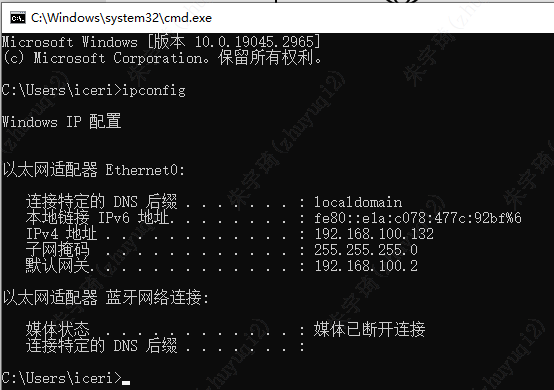 C:\Windows\system32\cmd.exe
Microsoft Windows [版本 10.0.19045.2965]
(c) Microsoft Corporation。保留所有权利。
C:\Users\iceri>ipconfig
Windows IP 配置
以太网适配器 Ethernet0:
连接特定的 DNS 后缀 . . . . . . . : localdomain
本地链接 IPv6 地址. . . . . . . . : fe80::e1a:c078:477c:92bf%6
IPv4 地址 . . . . . . . . . . . . : 192.168.100.132
子网掩码 . . . . . . . . . . . . : 255.255.255.0
默认网关. . . . . . . . . . . . . : 192.168.100.2
以太网适配器 蓝牙网络连接:
媒体状态 . . . . . . . . . . . . : 媒体已断开连接
连接特定的 DNS 后缀 . . . . . . . :
C:\Users\iceri>
朱宇琦(zhuyuqi2)